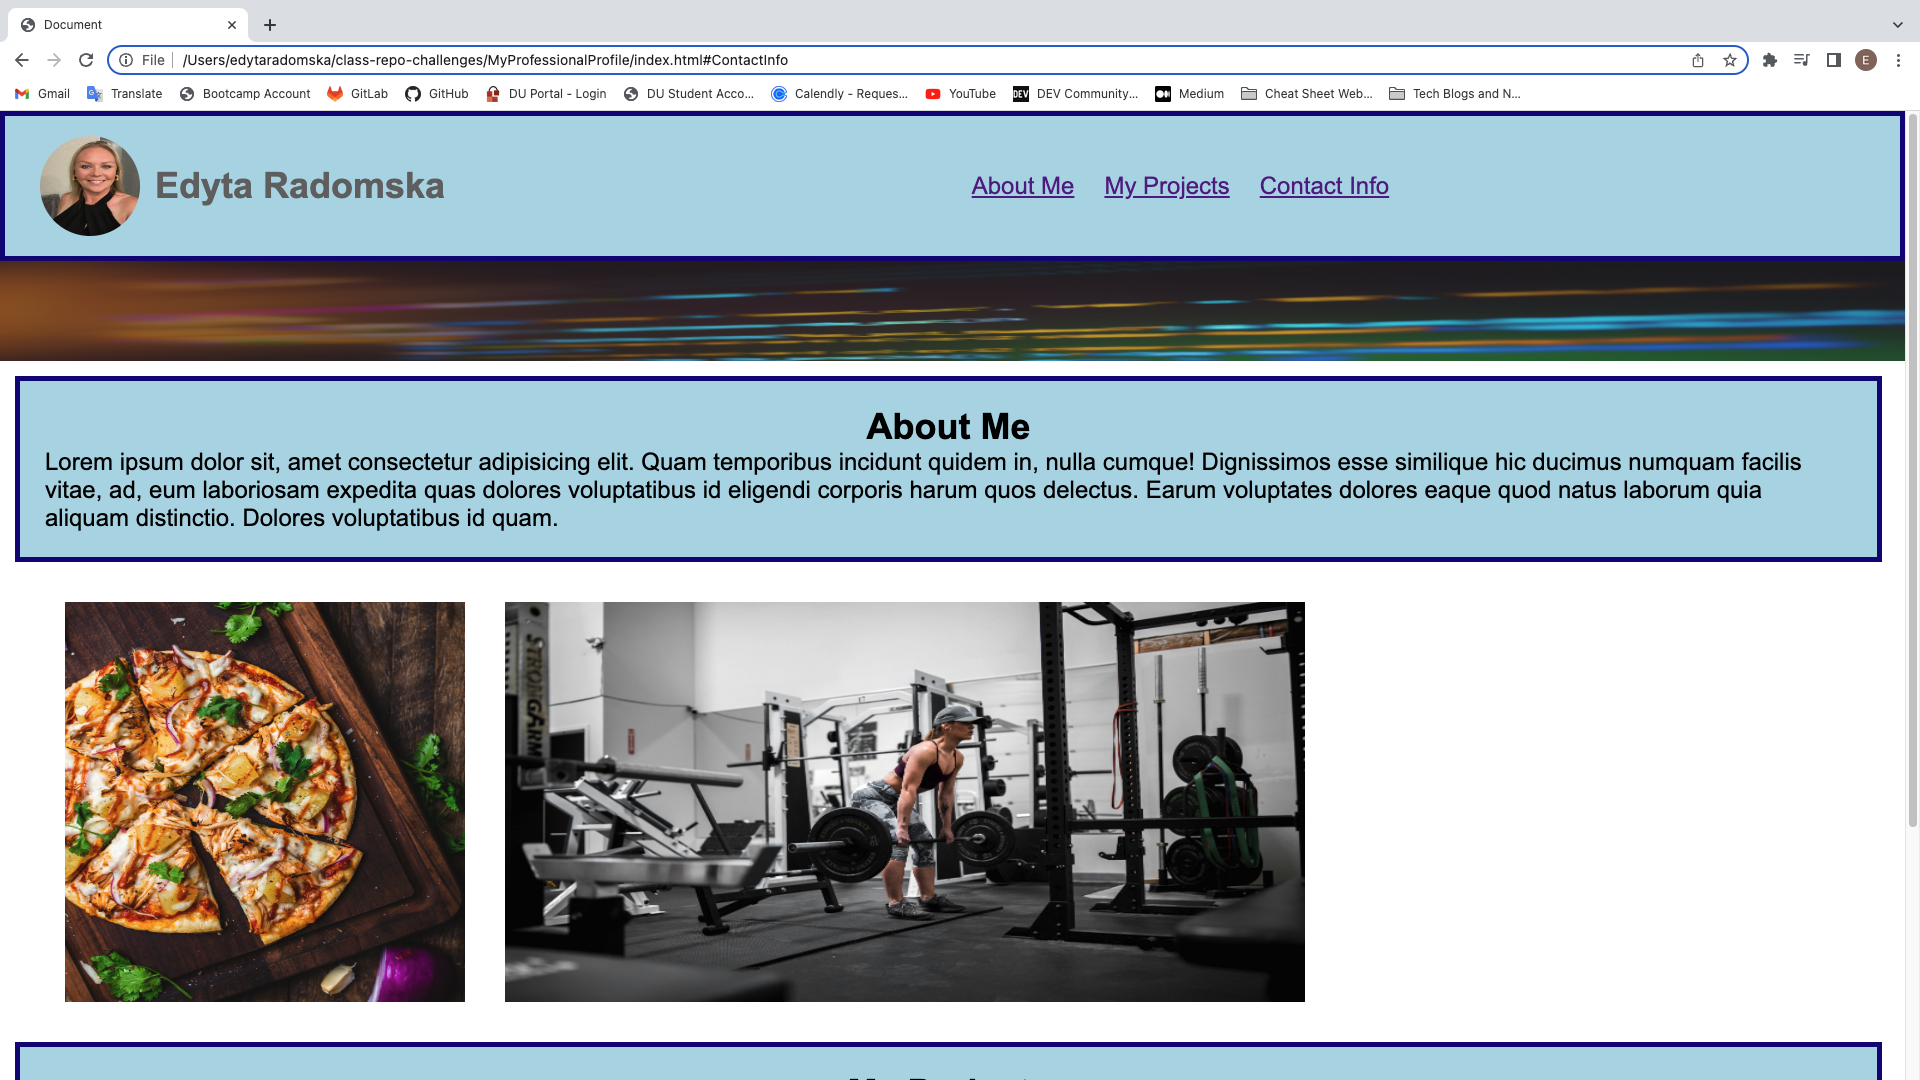 Document
File
/Users/edytaradomska/class-repo-challenges/MyProfessionalProfile/index.html#ContactInfo
E
Gmail
Translate
Bootcamp Account
GitLab
GitHub
DU Portal - Login
DU Student Acco...
Calendly - Reques...
YouTube
DEV
DEV Community...
Medium
Cheat Sheet Web...
Tech Blogs and N...
Edyta Radomska
About Me
My Projects
Contact Info
About Me
Lorem ipsum dolor sit, amet consectetur adipisicing elit. Quam temporibus incidunt quidem in, nulla cumque! Dignissimos esse similique hic ducimus numquam facilis
vitae, ad, eum laboriosam expedita quas dolores voluptatibus id eligendi corporis harum quos delectus. Earum voluptates dolores eaque quod natus laborum quia
aliquam distinctio. Dolores voluptatibus id quam.
STRONGARM